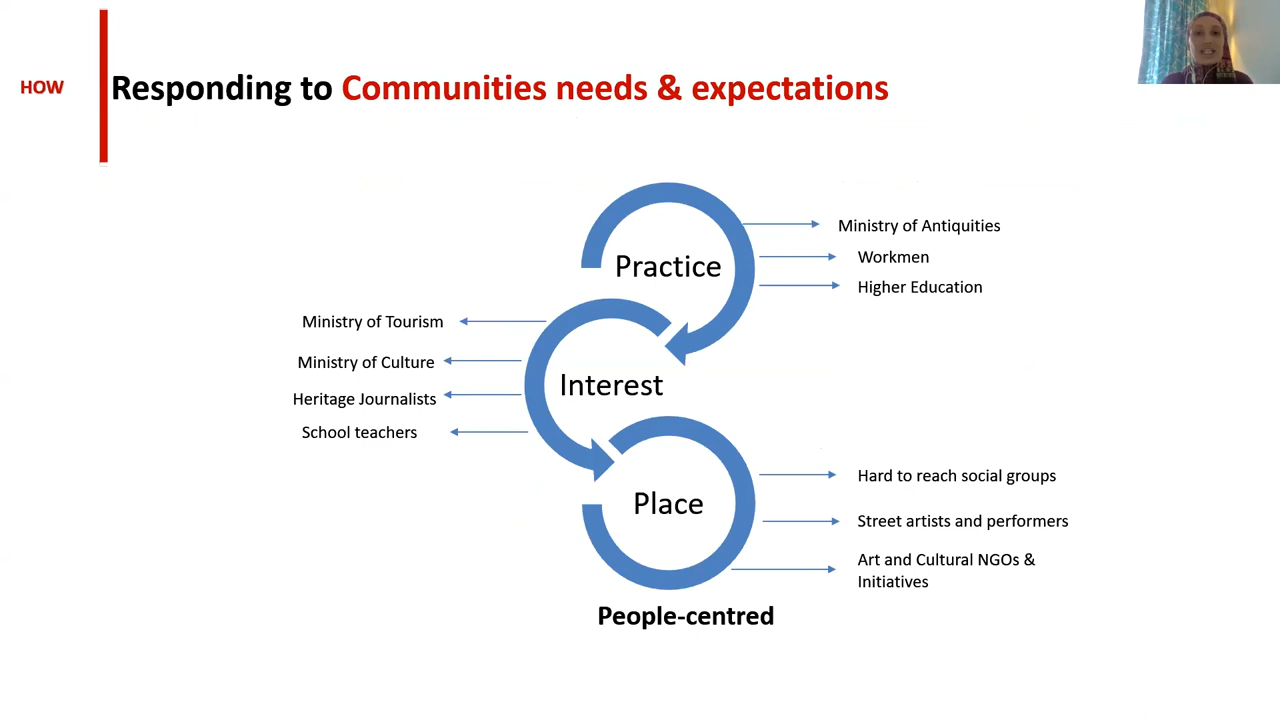 HOW
Responding to Communities needs & expectations
Practice
Ministry of Antiquities
Workmen
Higher Education
Ministry of Tourism
Ministry of Culture
Heritage Journalists
School teachers
Interest
Place
Hard to reach social groups
Street artists and performers
Art and Cultural NGOs &
Initiatives
People-centred